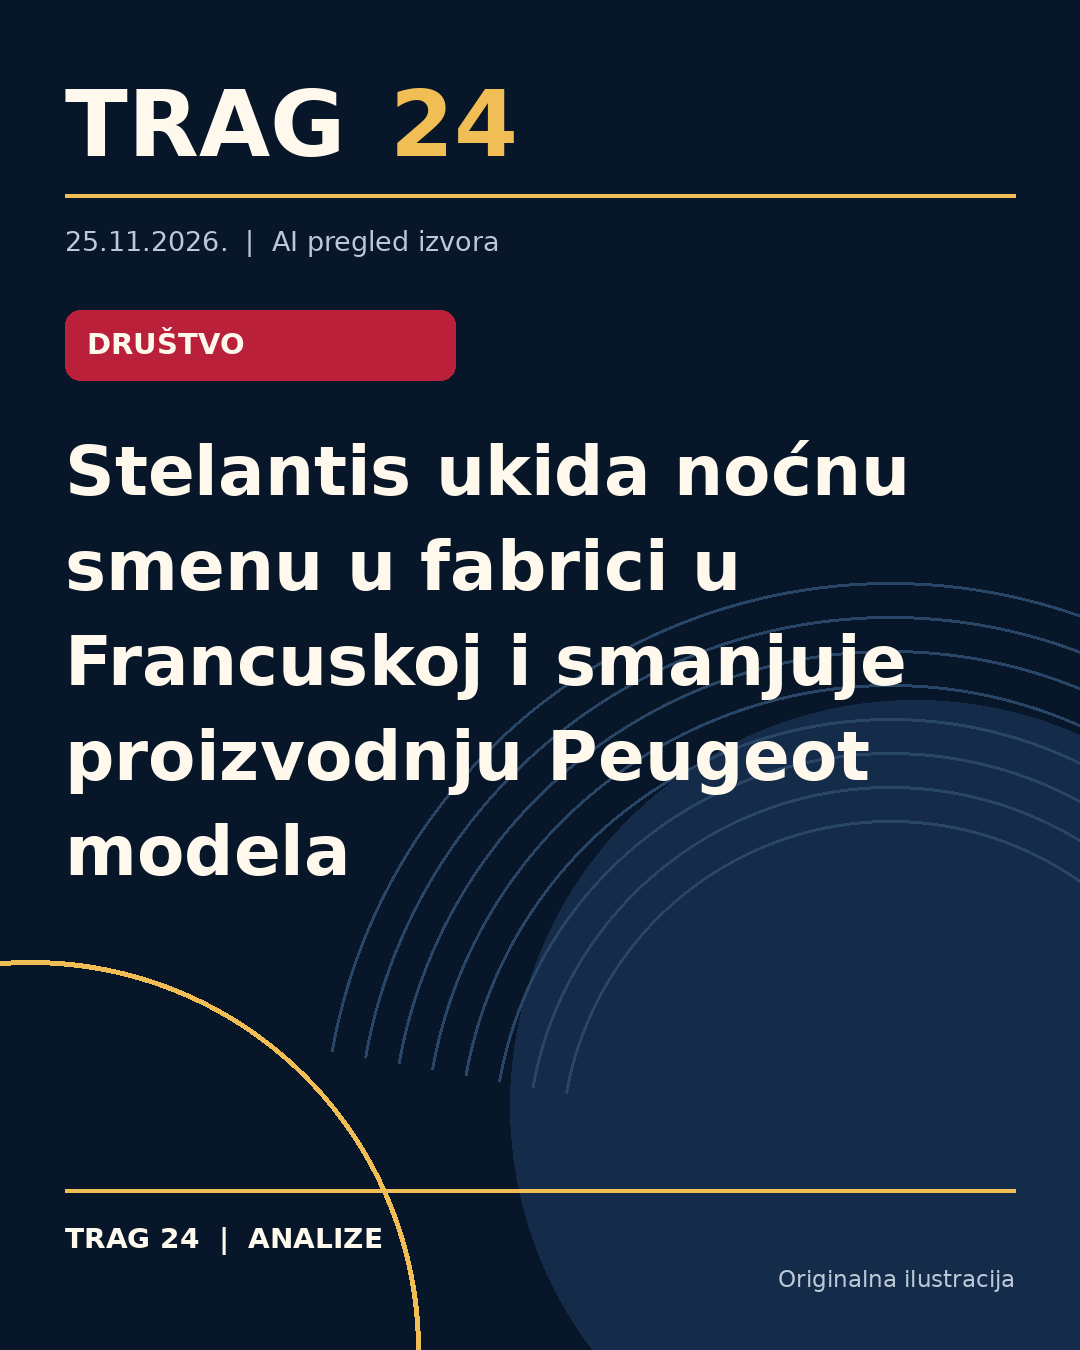 TRAG 24
25.11.2026. | AI pregled izvora
DRUŠTVO
Stelantis ukida noćnu
smenu u fabrici u
Francuskoj i smanjuje
proizvodnju Peugeot
modela
TRAG 24 | ANALIZE
Originalna ilustracija